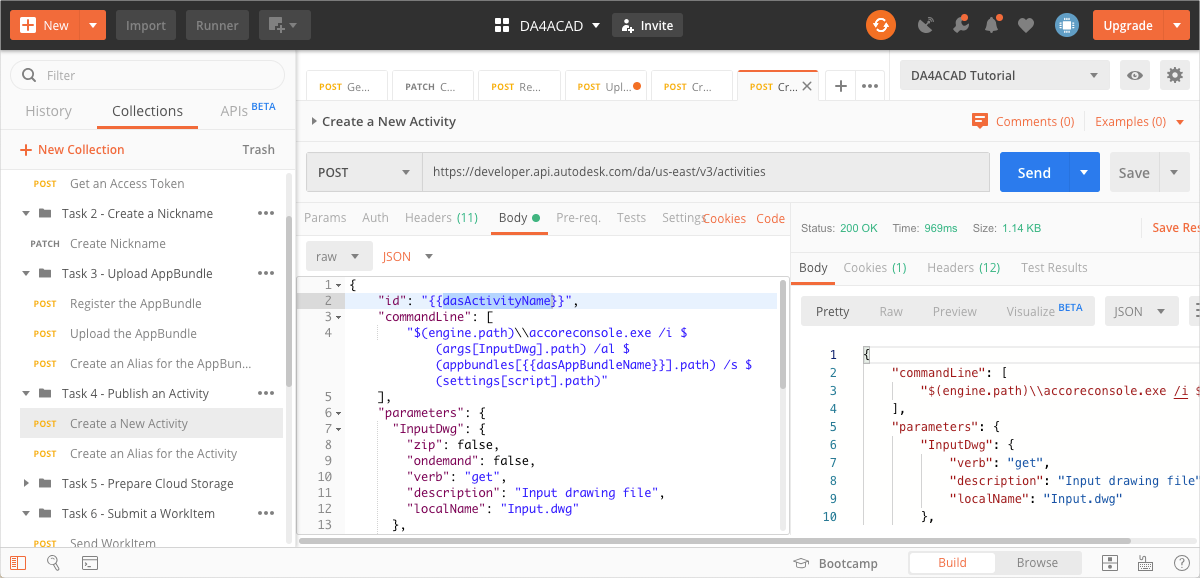 New
Import
Runner
DA4ACAD
Invite
Upgrade
Filter
History
Collections
APIs BETA
New Collection
Trash
POST Get an Access Token
Task 2 - Create a Nickname
PATCH Create Nickname
Task 3 - Upload AppBundle
POST Register the AppBundle
POST Upload the AppBundle
POST Create an Alias for the AppBun...
Task 4 - Publish an Activity
POST Create a New Activity
POST Create an Alias for the Activity
Task 5 - Prepare Cloud Storage
Task 6 - Submit a WorkItem
POST Send WorkItem
POST Ge...
PATCH C...
POST Re...
POST Upl...
POST Cr...
POST Cr...
DA4ACAD Tutorial
Create a New Activity
Comments (0)
Examples (0)
POST
https://developer.api.autodesk.com/da/us-east/v3/activities
Send
Save
Params
Auth
Headers (11)
Body
Pre-req.
Tests
Settings
Cookies
Code
raw
JSON
1 {
2 "id": "{{dasActivityName}}",
3 "commandLine": [
4 "$(engine.path)\\accoreconsole.exe /i $
(args[InputDwg].path) /al $
(appbundles[{{dasAppBundleName}}].path) /s $
(settings[script].path)"
5 ],
6 "parameters": {
7 "InputDwg": {
8 "zip": false,
9 "ondemand": false,
10 "verb": "get",
11 "description": "Input drawing file",
12 "localName": "Input.dwg"
13 },
Status: 200 OK
Time: 969ms
Size: 1.14 KB
Save Res
Body
Cookies (1)
Headers (12)
Test Results
Pretty
Raw
Preview
Visualize BETA
JSON
1 {
2 "commandLine": [
3 "$(engine.path)\\accoreconsole.exe /i $
4 ],
5 "parameters": {
6 "InputDwg": {
7 "verb": "get",
8 "description": "Input drawing file"
9 "localName": "Input.dwg"
10 },
Bootcamp
Build
Browse